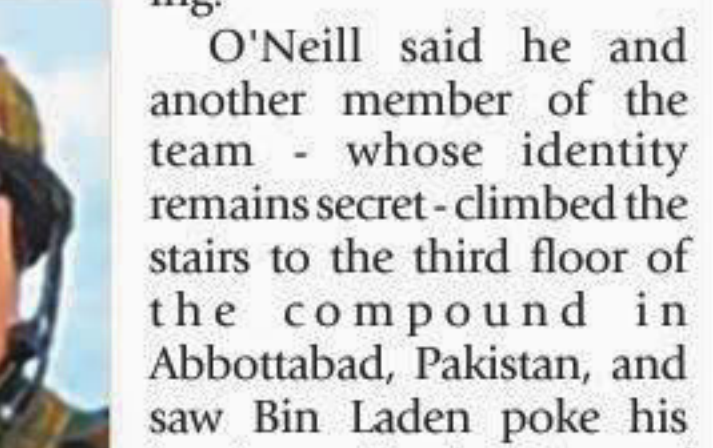 ing.
O'Neill said he and
another member of the
team - whose identity
remains secret - climbed the
stairs to the third floor of
the compound in
Abbottabad, Pakistan, and
saw Bin Laden poke his